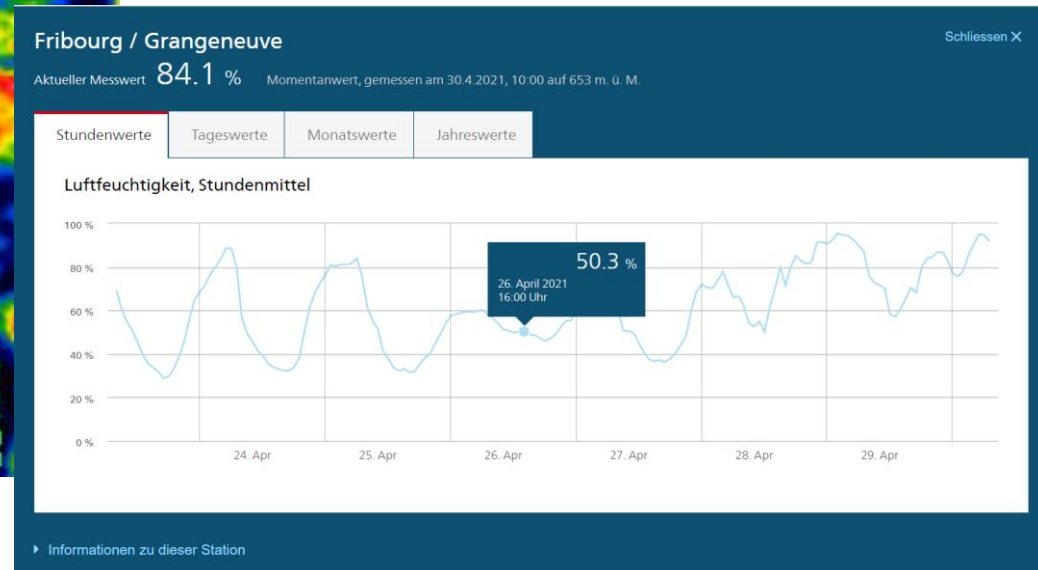 Fribourg / Grangeneuve
Schliessen X
Aktueller Messwert 84.1 % Momentanwert, gemessen am 30.4.2021, 10:00 auf 653 m. ü. M.
Stundenwerte Tageswerte Monatswerte Jahreswerte
Luftfeuchtigkeit, Stundenmittel
100 %
80 %
60 %
40 %
20 %
0 %
50.3 %
26. April 2021
16:00 Uhr
24. Apr 25. Apr 26. Apr 27. Apr 28. Apr 29. Apr
Informationen zu dieser Station